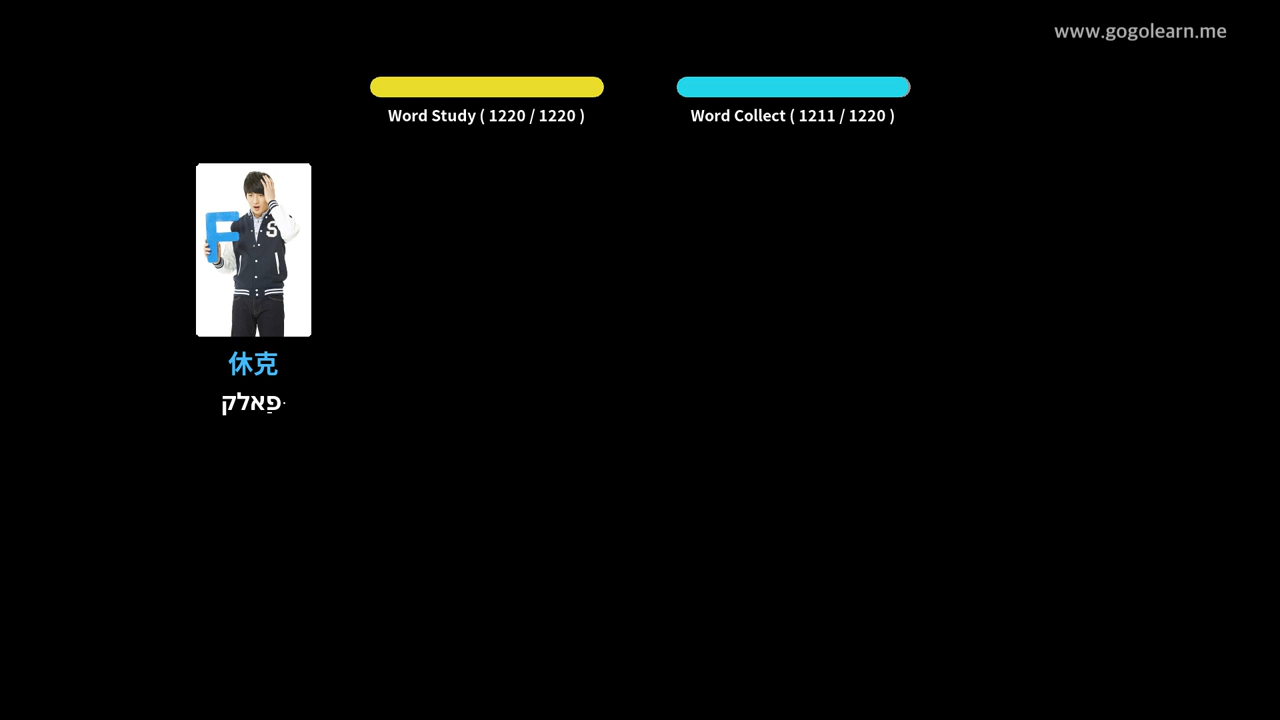 www.gogolearn.me
Word Study ( 1220 / 1220 )
Word Collect ( 1211 / 1220 )
F
S
休克
פַאלק